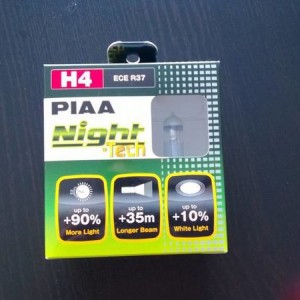 H4
ECE R37
PIAA
Night
Tech
up to
+90%
More Light
up to
+35m
Longer Beam
up to
+10%
White Light